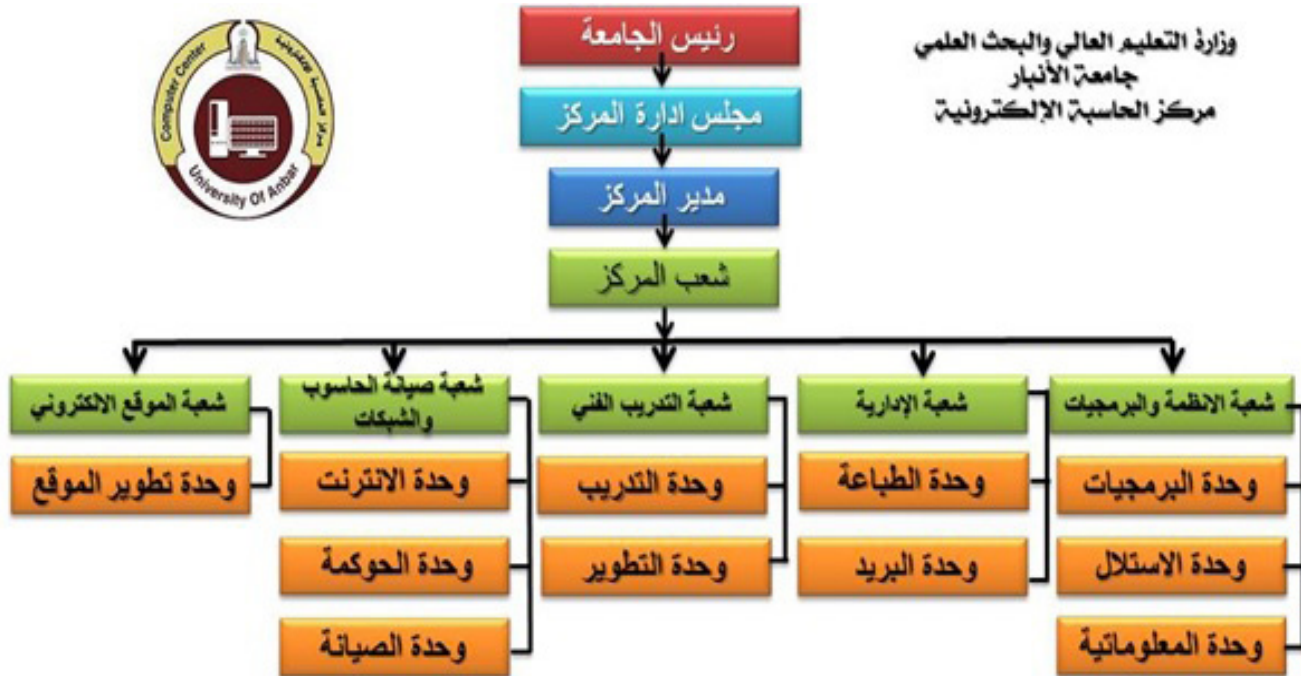 وزارة التعليم العالي والبحث العلمي
جامعة الأنبار
مركز الحاسبة الإلكترونية
Computer Center
مركز الحاسبة الإلكترونية
University Of Anbar
رئيس الجامعة
مجلس ادارة المركز
مدير المركز
شعب المركز
شعبة الانظمة والبرمجيات
وحدة البرمجيات
وحدة الاستلال
وحدة المعلوماتية
شعبة الإدارية
وحدة الطباعة
وحدة البريد
شعبة التدريب الفني
وحدة التدريب
وحدة التطوير
شعبة صيانة الحاسوب
والشبكات
وحدة الانترنت
وحدة الحوكمة
وحدة الصيانة
شعبة الموقع الالكتروني
وحدة تطوير الموقع